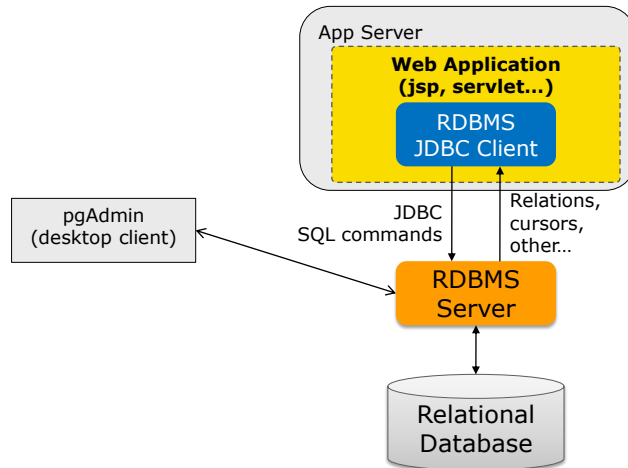 App Server
Web Application
(jsp, servlet...)
RDBMS
JDBC Client
pgAdmin
(desktop client)
JDBC
SQL commands
Relations,
cursors,
other…
RDBMS
Server
Relational
Database